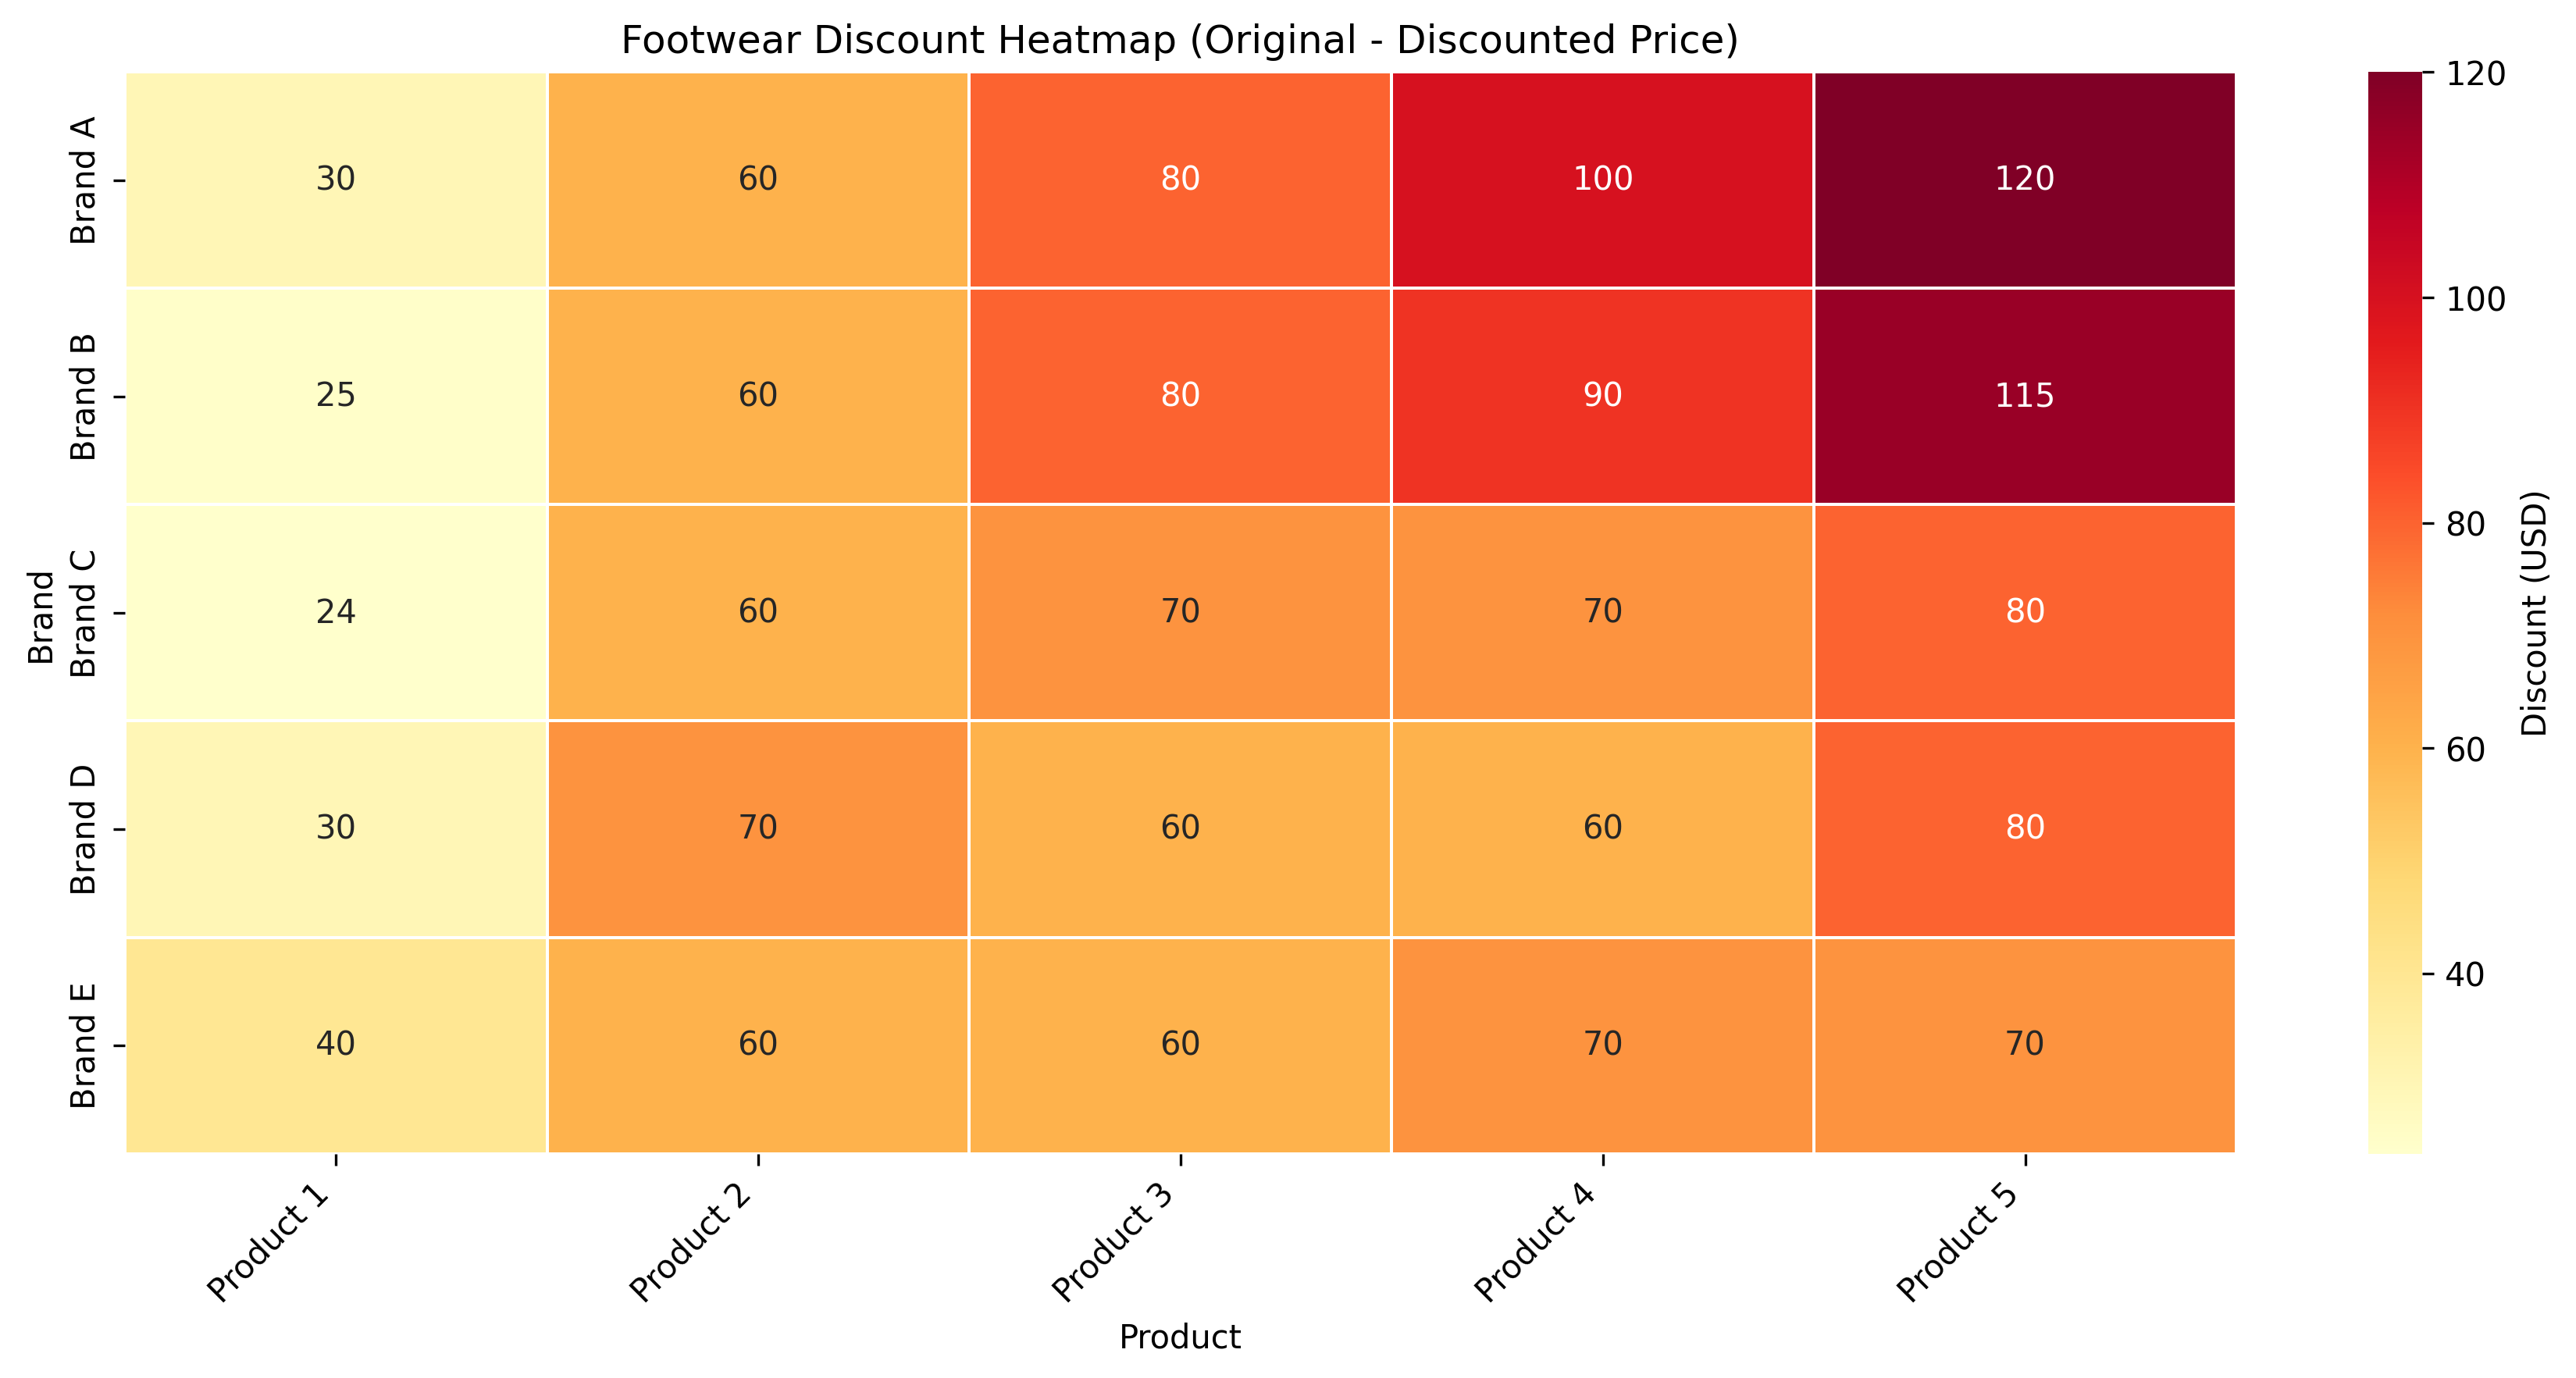 Footwear Discount Heatmap (Original - Discounted Price)
Brand
Brand A
30 60 80 100 120
Brand B
25 60 80 90 115
Brand C
24 60 70 70 80
Brand D
30 70 60 60 80
Brand E
40 60 60 70 70
Product 1
Product 2
Product 3
Product 4
Product 5
Product
120
100
80
60
40
Discount (USD)